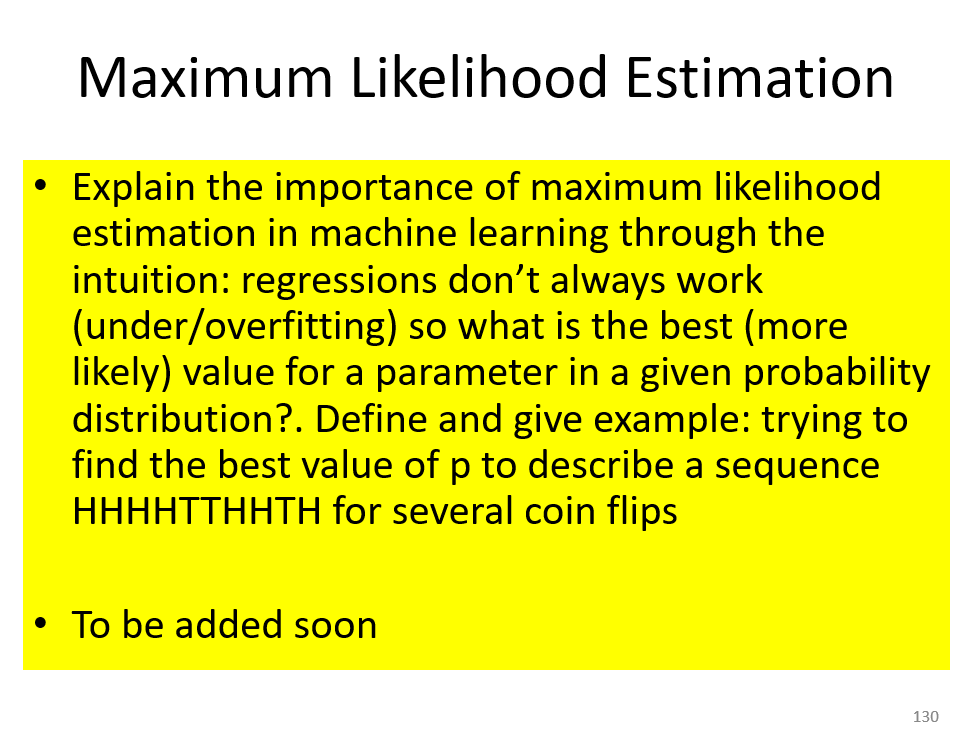 Maximum Likelihood Estimation
• Explain the importance of maximum likelihood
estimation in machine learning through the
intuition: regressions don’t always work
(under/overfitting) so what is the best (more
likely) value for a parameter in a given probability
distribution?. Define and give example: trying to
find the best value of p to describe a sequence
HHHHTTHHTH for several coin flips
• To be added soon
130